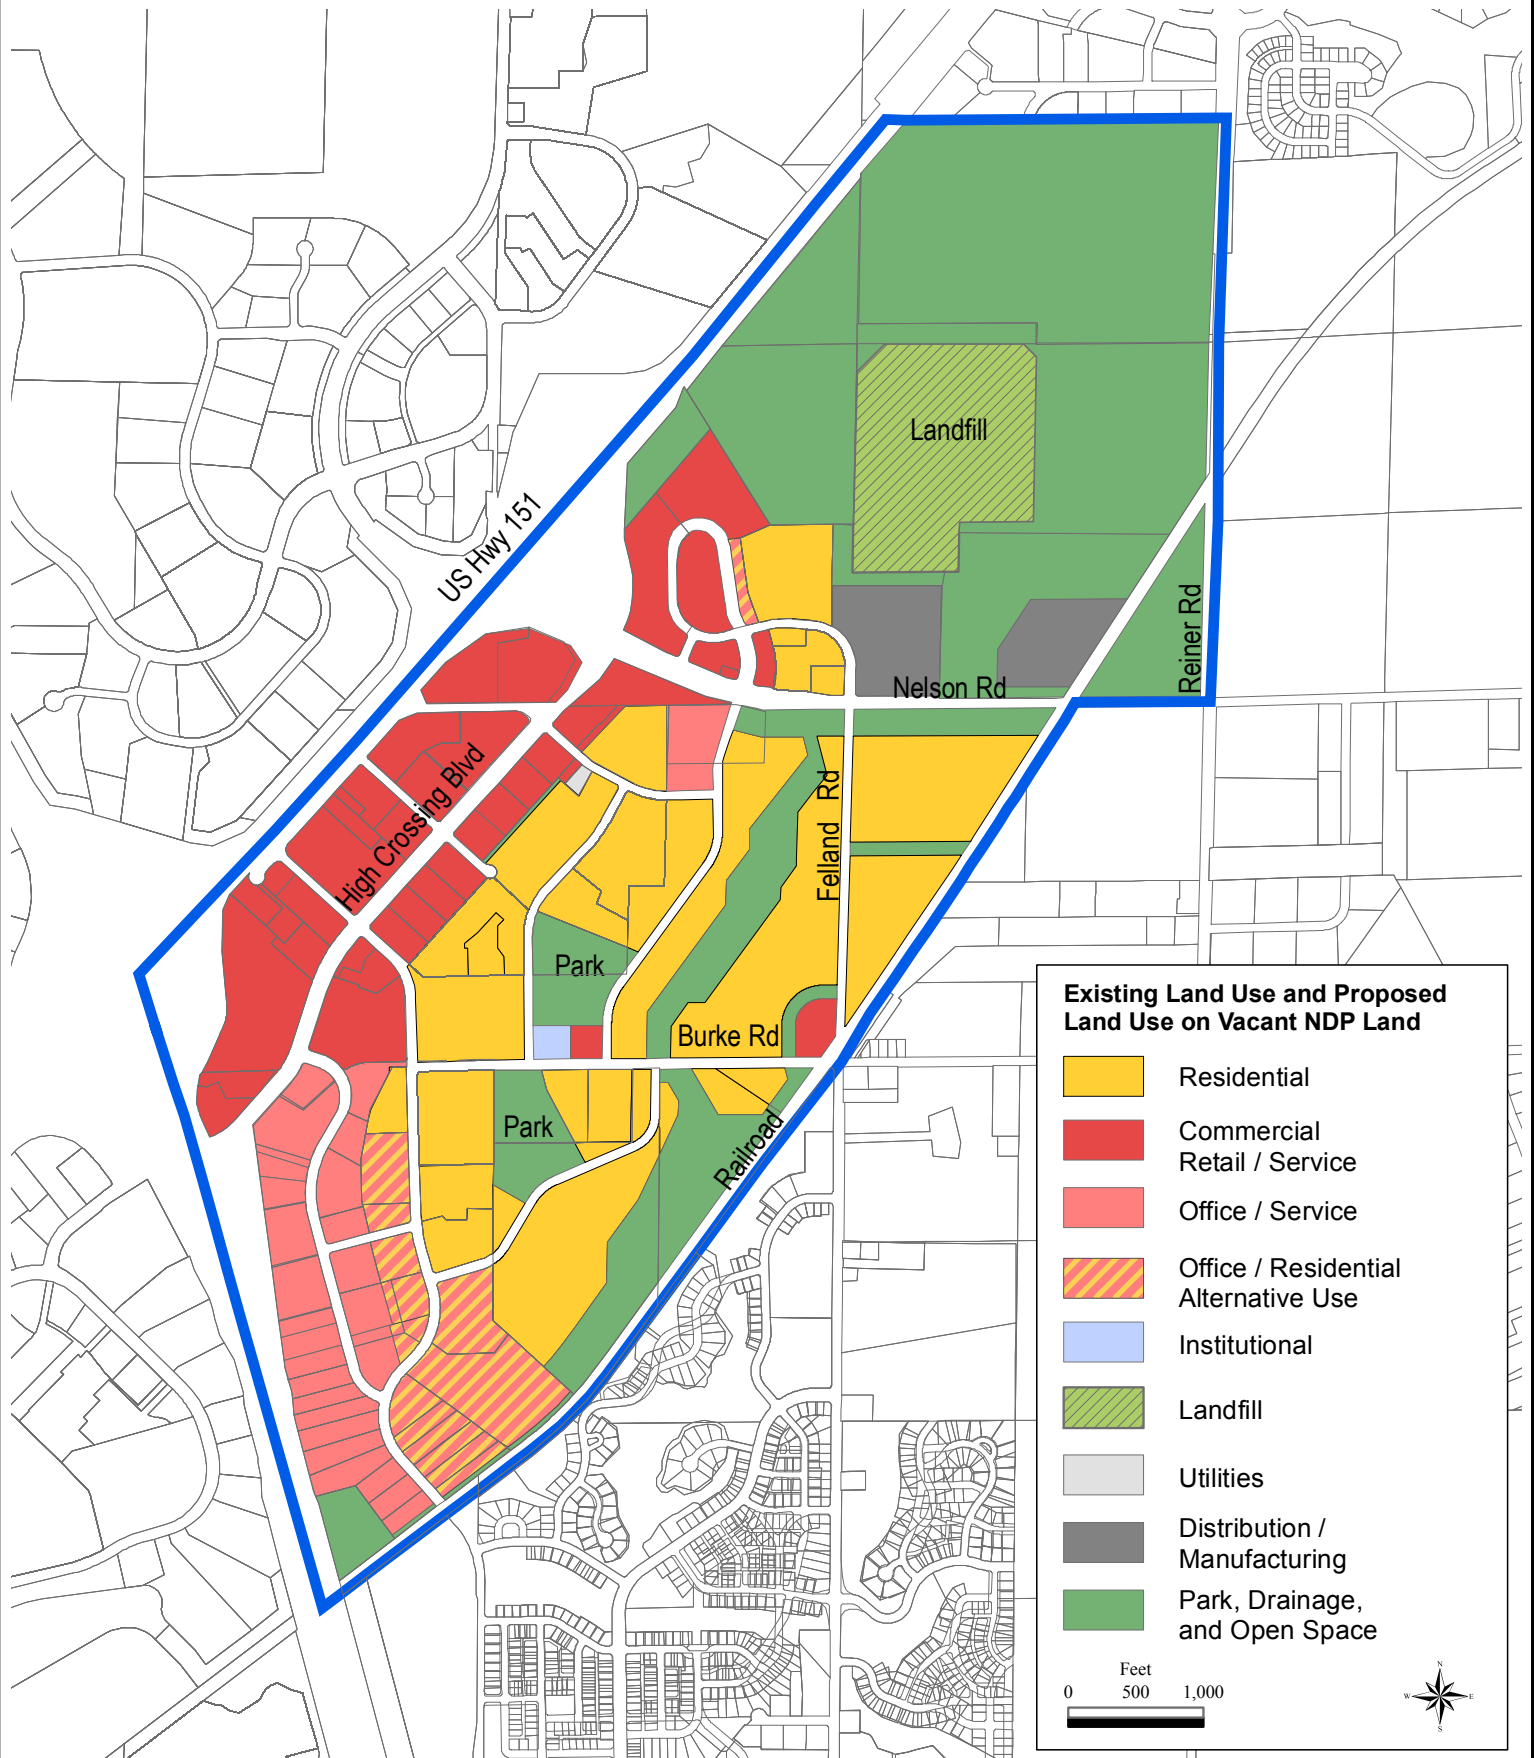 Landfill
US Hwy 151
Reiner Rd
Nelson Rd
High Crossing Blvd
Felland Rd
Park
Burke Rd
Park
Railroad
Existing Land Use and Proposed
Land Use on Vacant NDP Land
Residential
Commercial
Retail / Service
Office / Service
Office / Residential
Alternative Use
Institutional
Landfill
Utilities
Distribution /
Manufacturing
Park, Drainage,
and Open Space
Feet
0 500 1,000
N
W E
S